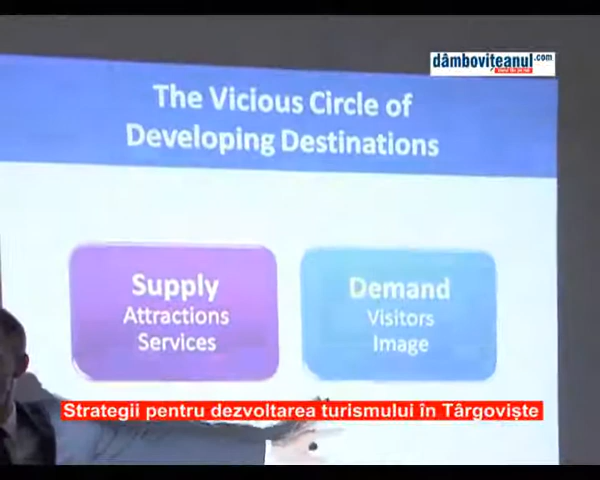 dâmbovițeanul.com
The Vicious Circle of
Developing Destinations
Supply
Attractions
Services
Demand
Visitors
Image
Strategii pentru dezvoltarea turismului în Târgoviște